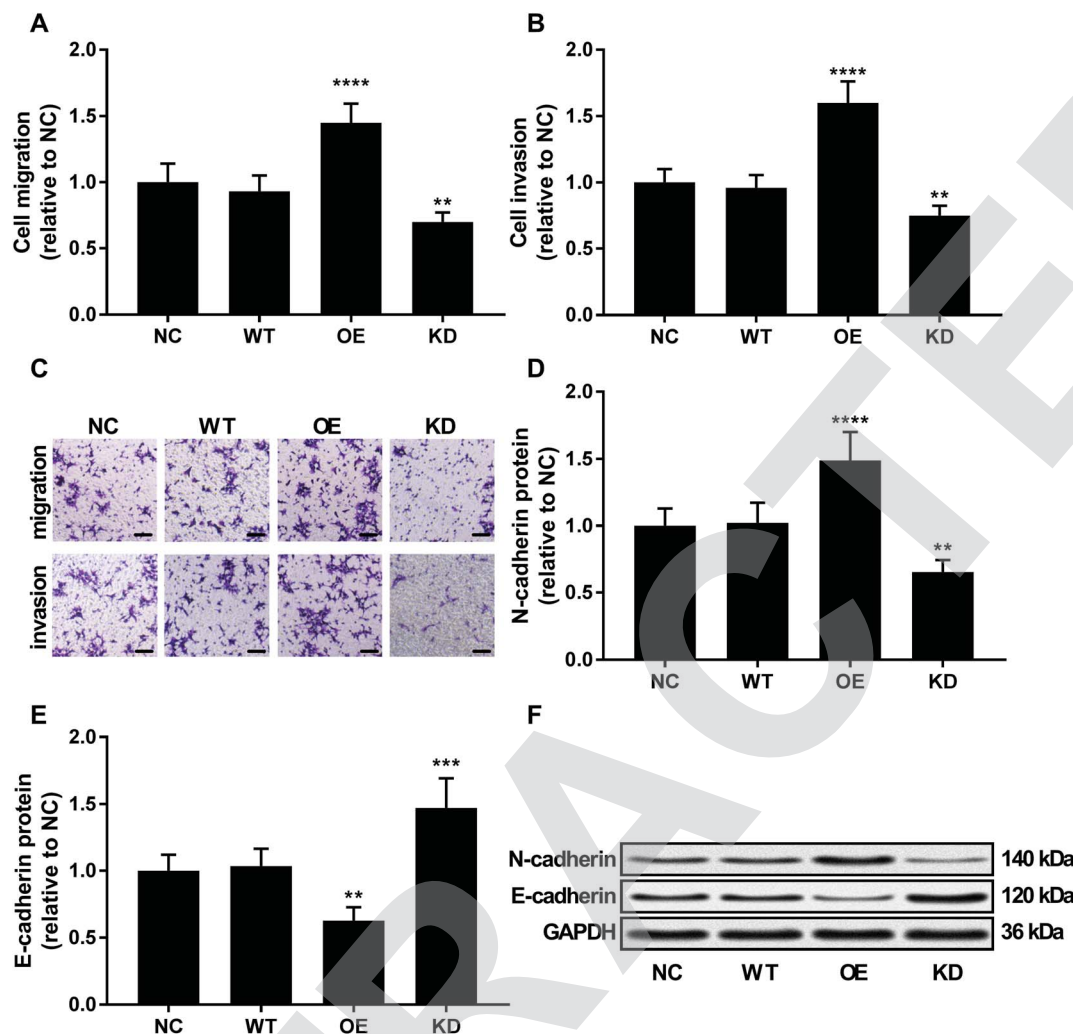 A
2.0
1.5
1.0
0.5
0.0
Cell migration
(relative to NC)
****
**
NC WT OE KD
B
2.0
1.5
1.0
0.5
0.0
Cell invasion
(relative to NC)
****
**
NC WT OE KD
C
NC WT OE KD
migration
invasion
D
2.0
1.5
1.0
0.5
0.0
N-cadherin protein
(relative to NC)
****
**
NC WT OE KD
E
2.0
1.5
1.0
0.5
0.0
E-cadherin protein
(relative to NC)
**
***
NC WT OE KD
F
N-cadherin 140 kDa
E-cadherin 120 kDa
GAPDH 36 kDa
NC WT OE KD
RACTE